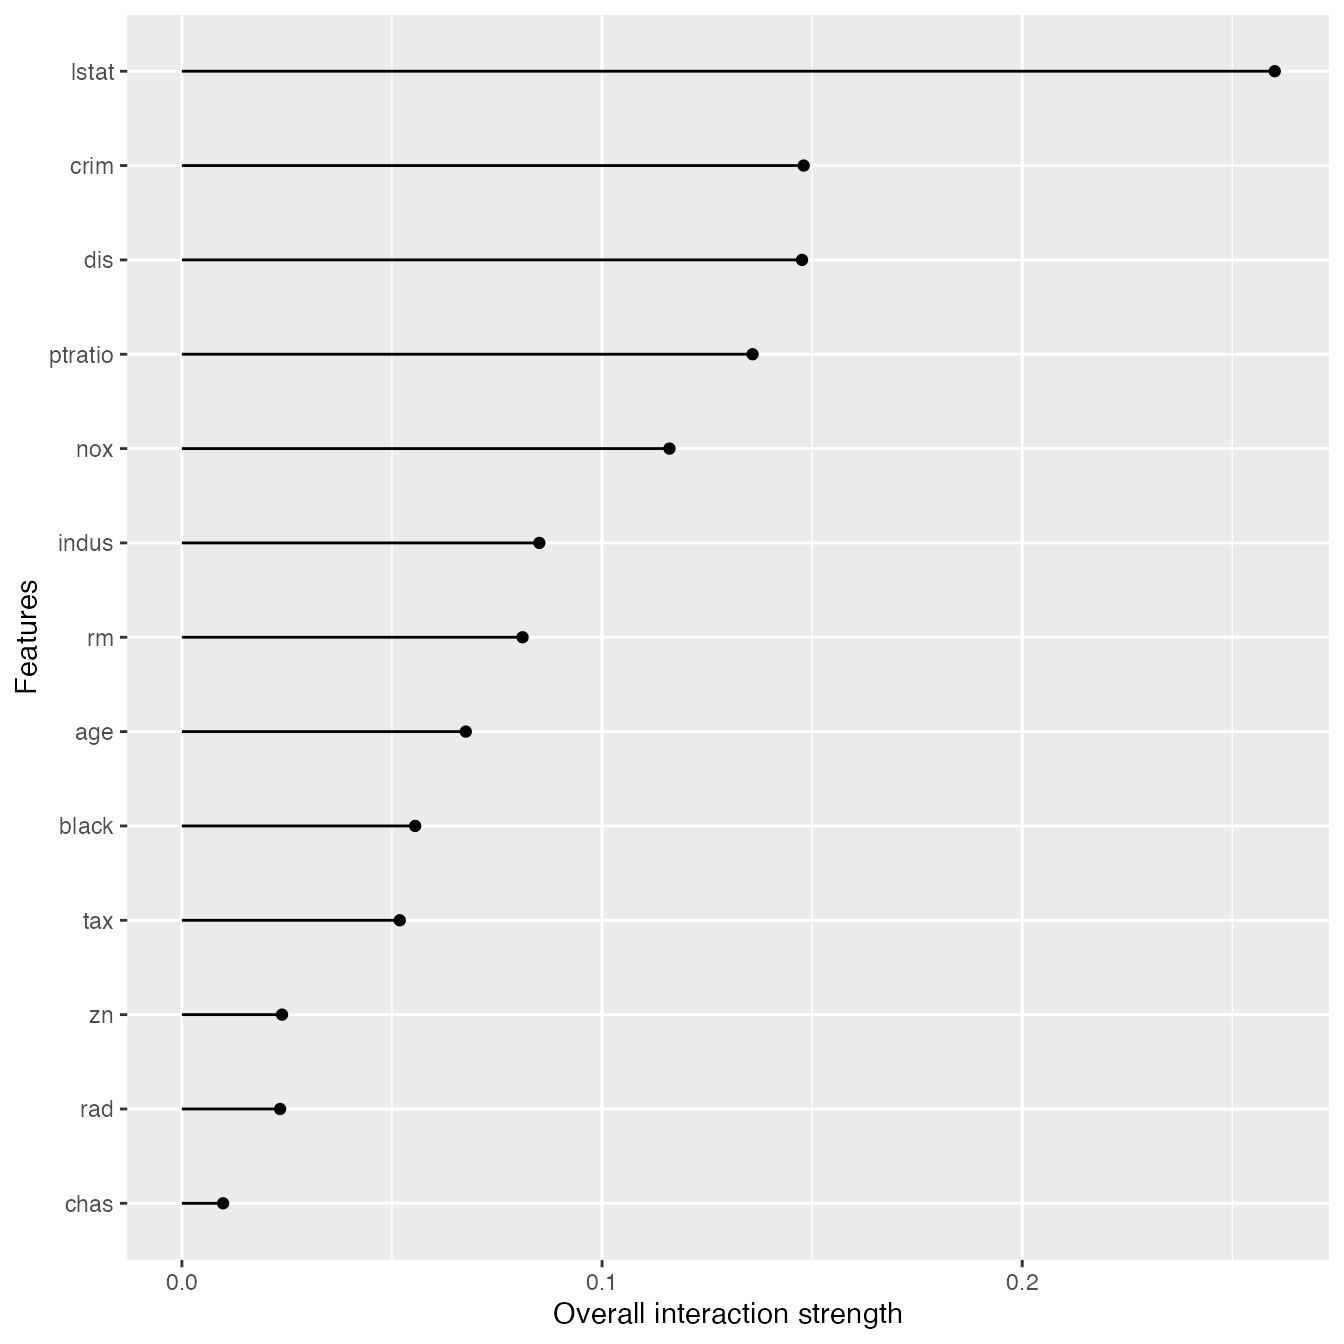 lstat
crim
dis
ptratio
nox
indus
rm
age
black
tax
zn
rad
chas
Features
0.0 0.1 0.2
Overall interaction strength